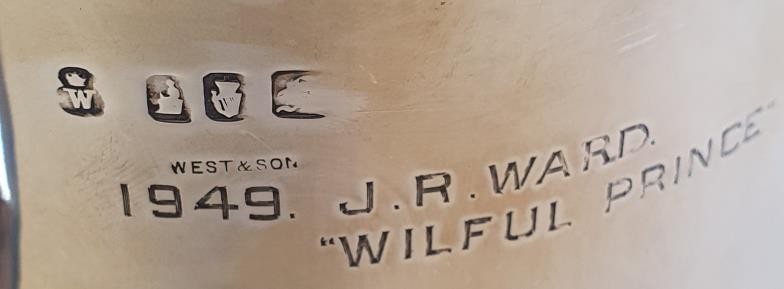 W
WEST & SON
1949. J.R. WARD.
"WILFUL PRINCE"